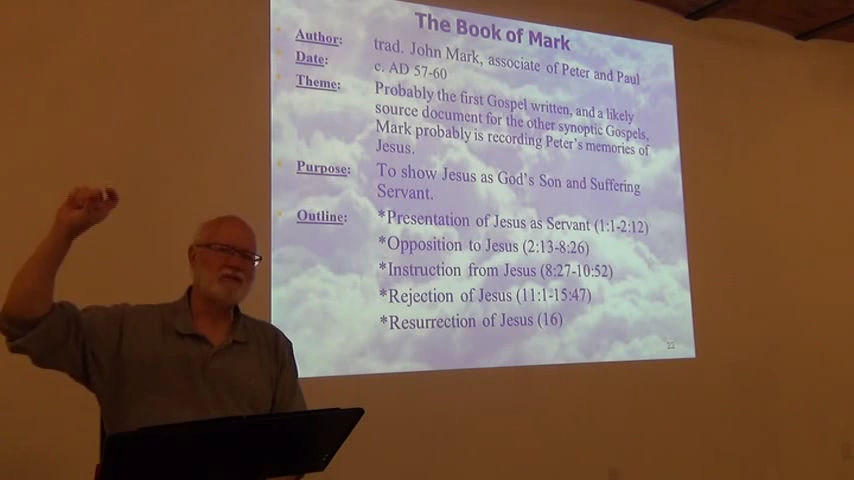 The Book of Mark
Author: trad. John Mark, associate of Peter and Paul
Date: c. AD 57-60
Theme: Probably the first Gospel written, and a likely
source document for the other synoptic Gospels,
Mark probably is recording Peter's memories of
Jesus.
Purpose: To show Jesus as God's Son and Suffering
Servant.
Outline: *Presentation of Jesus as Servant (1:1-2:12)
*Opposition to Jesus (2:13-8:26)
*Instruction from Jesus (8:27-10:52)
*Rejection of Jesus (11:1-15:47)
*Resurrection of Jesus (16)
22